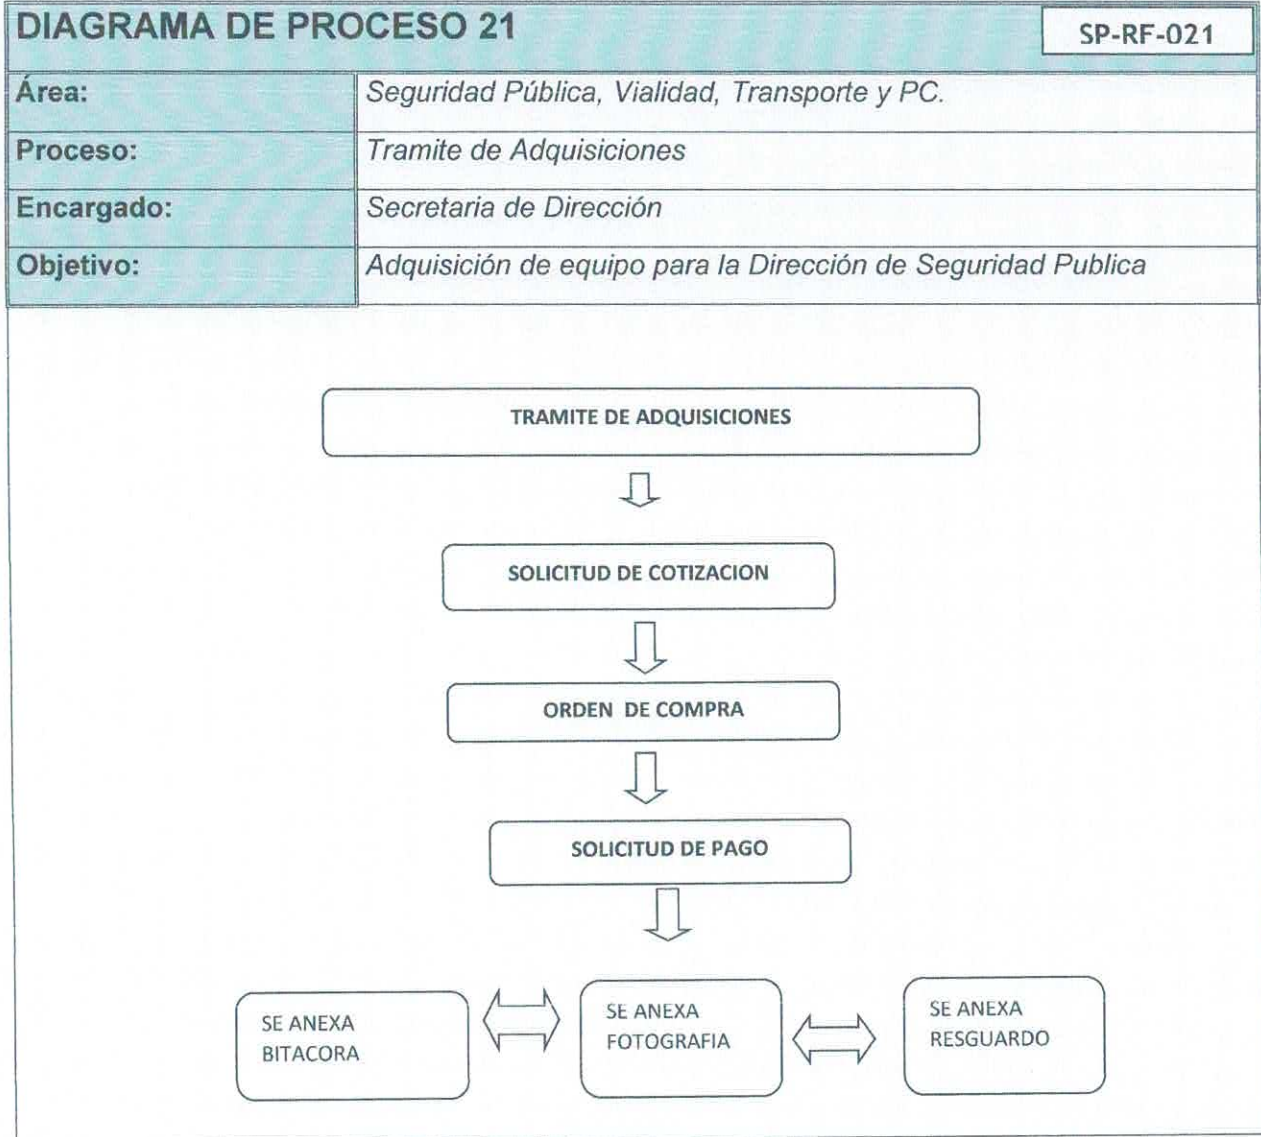 DIAGRAMA DE PROCESO 21
SP-RF-021
Área:
Seguridad Pública, Vialidad, Transporte y PC.
Proceso:
Tramite de Adquisiciones
Encargado:
Secretaria de Dirección
Objetivo:
Adquisición de equipo para la Dirección de Seguridad Publica
TRAMITE DE ADQUISICIONES
SOLICITUD DE COTIZACION
ORDEN DE COMPRA
SOLICITUD DE PAGO
SE ANEXA
BITACORA
SE ANEXA
FOTOGRAFIA
SE ANEXA
RESGUARDO